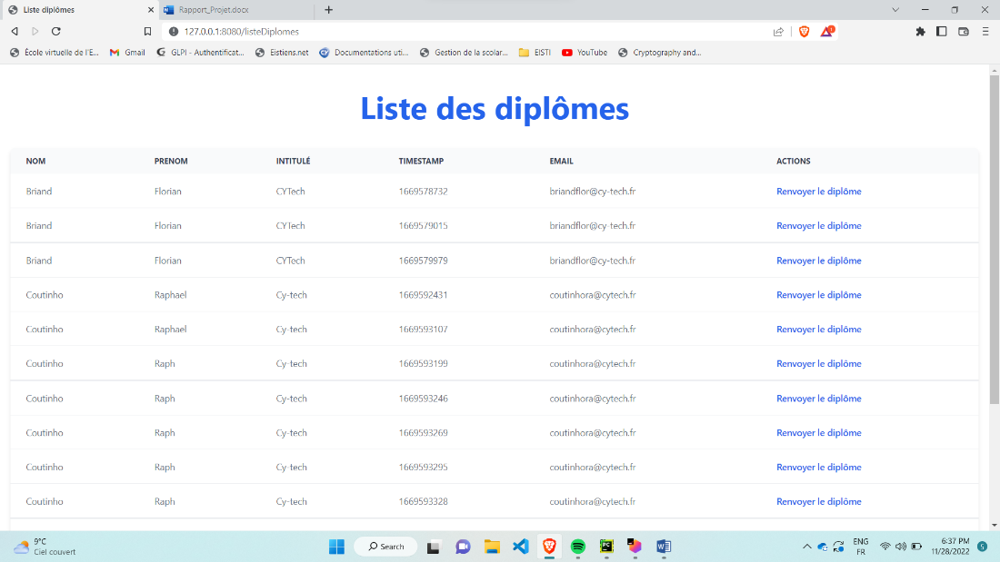 Liste diplômes
Rapport_Projet.docx
127.0.0.1:8080/listeDiplomes
École virtuelle de l'E...
Gmail
GLPI - Authentificat...
Eistiens.net
Documentations uti...
Gestion de la scolar...
EISTI
YouTube
Cryptography and...
Liste des diplômes
NOM PRENOM INTITULÉ TIMESTAMP EMAIL ACTIONS
Briand Florian CYTech 1669578732 briandflor@cy-tech.fr Renvoyer le diplôme
Briand Florian CYTech 1669579015 briandflor@cy-tech.fr Renvoyer le diplôme
Briand Florian CYTech 1669579979 briandflor@cy-tech.fr Renvoyer le diplôme
Coutinho Raphael Cy-tech 1669592431 coutinhora@cytech.fr Renvoyer le diplôme
Coutinho Raphael Cy-tech 1669593107 coutinhora@cytech.fr Renvoyer le diplôme
Coutinho Raph Cy-tech 1669593199 coutinhora@cytech.fr Renvoyer le diplôme
Coutinho Raph Cy-tech 1669593246 coutinhora@cytech.fr Renvoyer le diplôme
Coutinho Raph Cy-tech 1669593269 coutinhora@cytech.fr Renvoyer le diplôme
Coutinho Raph Cy-tech 1669593295 coutinhora@cytech.fr Renvoyer le diplôme
Coutinho Raph Cy-tech 1669593328 coutinhora@cytech.fr Renvoyer le diplôme
9°C
Ciel couvert
Search
ENG
FR
6:37 PM
11/28/2022
5